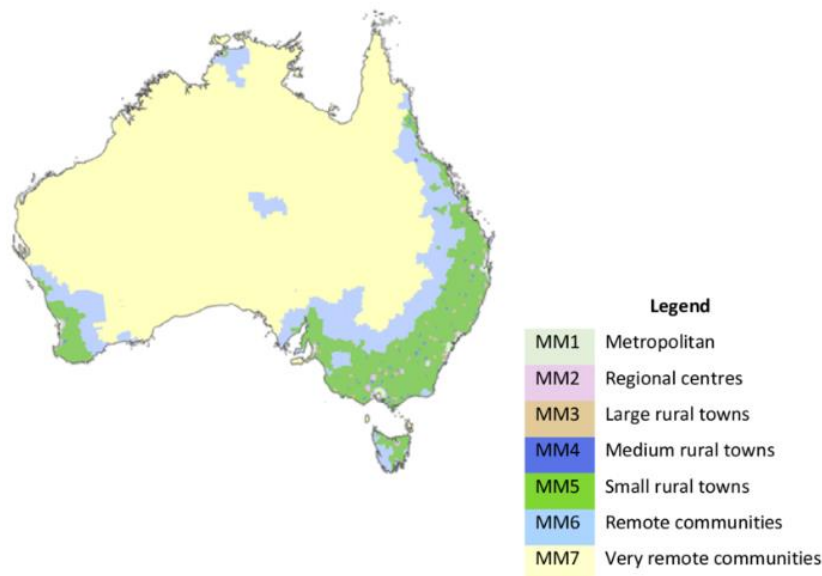 Legend
MM1 Metropolitan
MM2 Regional centres
MM3 Large rural towns
MM4 Medium rural towns
MM5 Small rural towns
MM6 Remote communities
MM7 Very remote communities